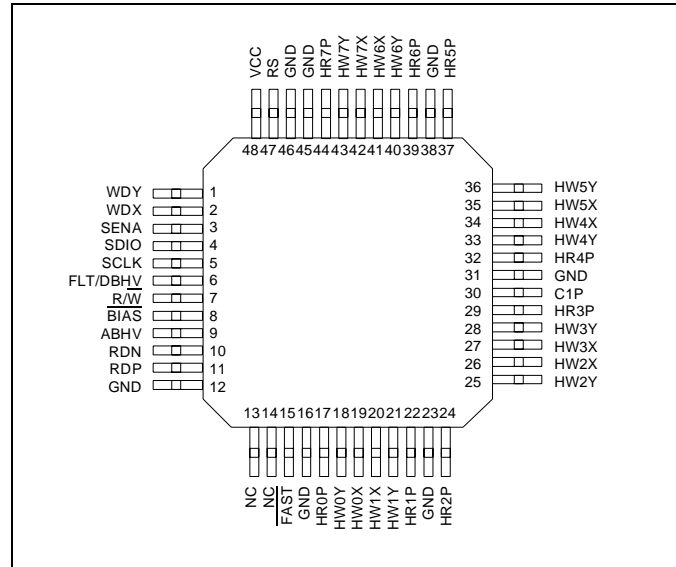 VCC
RS
GND
GND
HR7P
HW7Y
HW7X
HW6X
HW6Y
HR6P
GND
HR5P
48 47 46 45 44 43 42 41 40 39 38 37
WDY 1
WDX 2
SENA 3
SDIO 4
SCLK 5
FLT/DBHV 6
R/W 7
BIAS 8
ABHV 9
RDN 10
RDP 11
GND 12
36 HW5Y
35 HW5X
34 HW4X
33 HW4Y
32 HR4P
31 GND
30 C1P
29 HR3P
28 HW3Y
27 HW3X
26 HW2X
25 HW2Y
13 14 15 16 17 18 19 20 21 22 23 24
NC
NC
FAST
GND
HR0P
HW0Y
HW0X
HW1X
HW1Y
HR1P
GND
HR2P